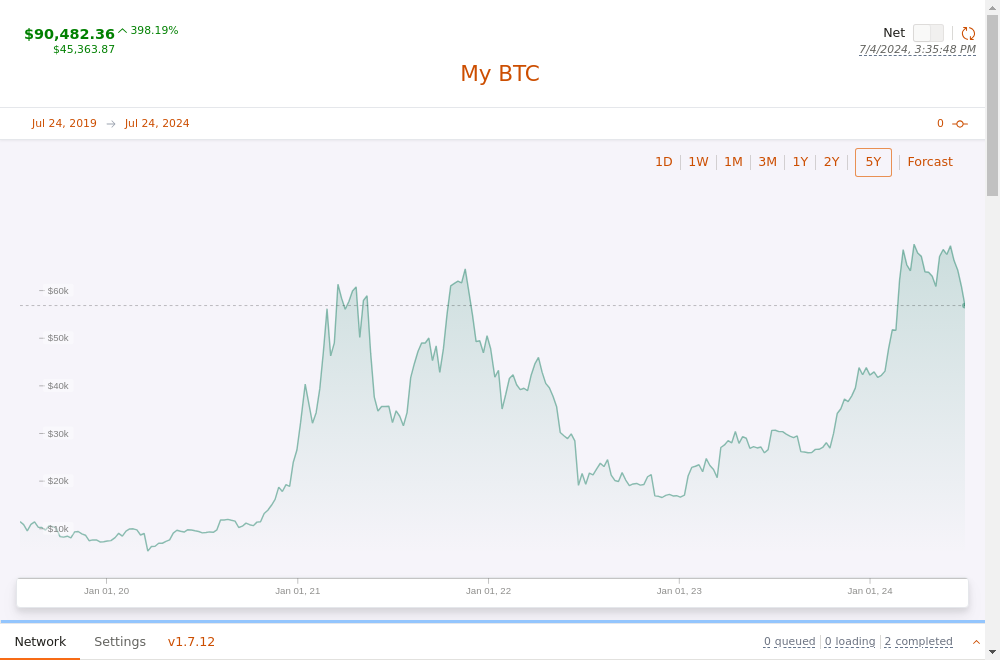 $90,482.36 398.19%
$45,363.87
Net
7/4/2024, 3:35:48 PM
My BTC
Jul 24, 2019 → Jul 24, 2024
0
1D 1W 1M 3M 1Y 2Y 5Y Forcast
$60k
$50k
$40k
$30k
$20k
$10k
Jan 01, 20 Jan 01, 21 Jan 01, 22 Jan 01, 23 Jan 01, 24
Network Settings v1.7.12 0 queued 0 loading 2 completed